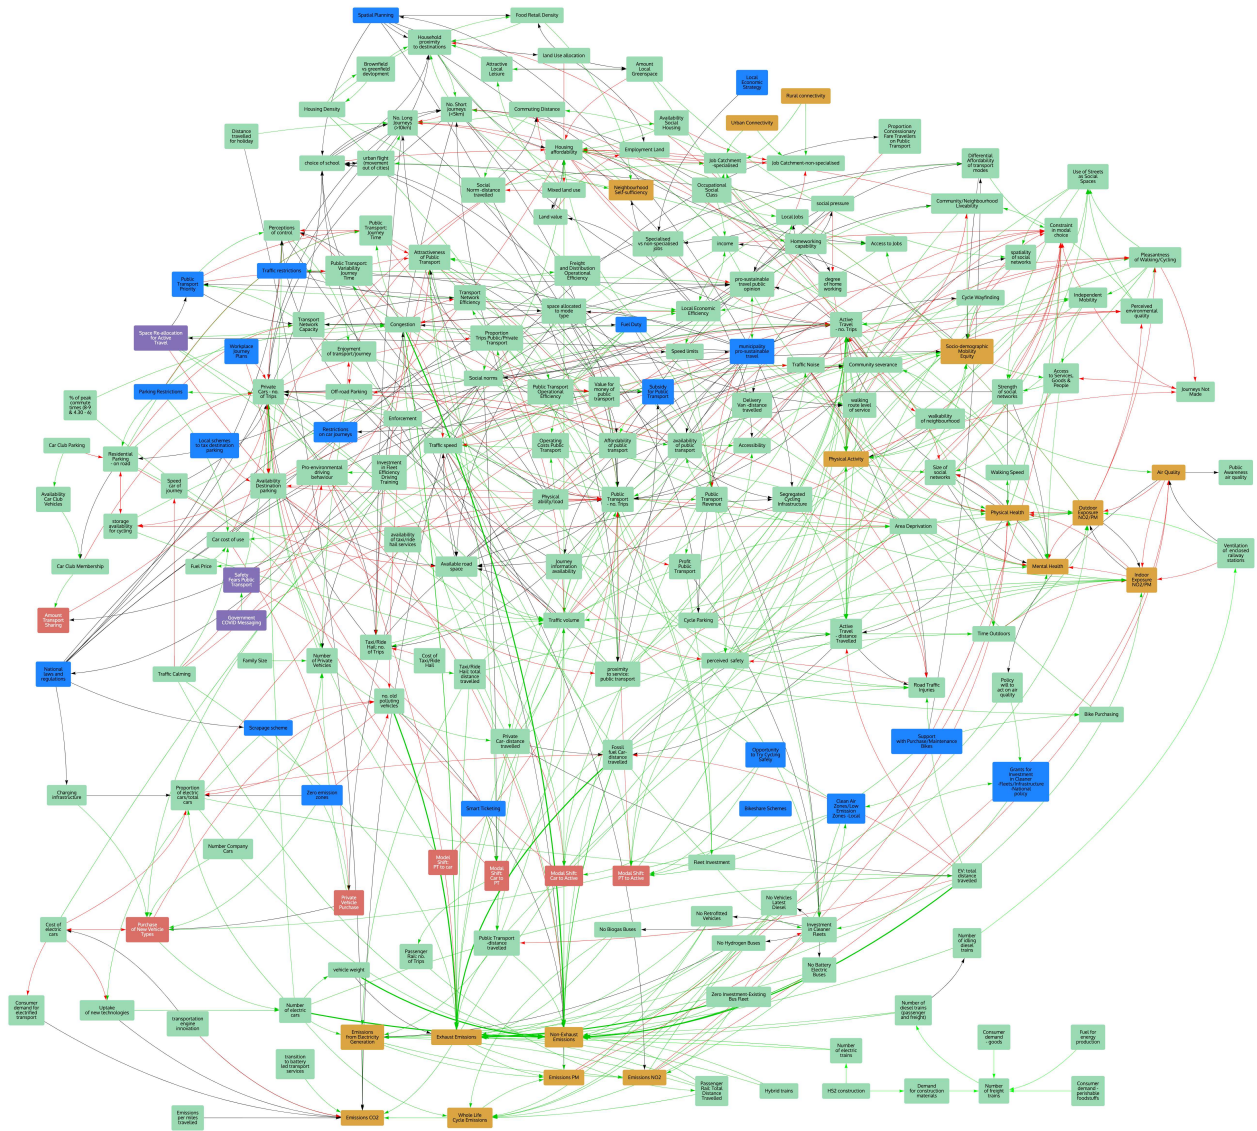 Spatial Planning
Food Retail Density
Household
proximity
to destinations
land Use allocation
Brownfield
vs greenfield
devlopment
Attractive
Local
Leisure
Amount
Local
Greenspace
Local
Economic
Strategy
Rural connectivity
Housing Density
No. Long
Journeys
(>10km)
No. Short
Journeys
(<5km)
Commuting Distance
Availability
Social
Housing
Urban Connectivity
Proportion
Concessionary
Fare Travellers
on Public
Transport
Distance
travelled
for holiday
choice of school
urban flight
(movement
out of cities)
Housing
affordability
Employment Land
Job Catchment
-specialised
Job Catchment-non-specialised
Differential
Affordability
of transport
modes
Use of Streets
as Social
Spaces
Social
Norm -distance
travelled
Mixed land use
Neighbourhood
Self-sufficiency
Occupational
Social
Class
Community/Neighbourhood
Liveability
Land value
Local Jobs
social pressure
Perceptions
of control
Public
Transport:
Journey
Time
Specialised
vs non-specialised
jobs
income
Homeworking
capability
Access to Jobs
Constraint
in modal
choice
spatiality
of social
networks
Pleasantness
of Walking/Cycling
Public
Transport
Priority
Traffic restrictions
Public Transport:
Variability
Journey
Time
Attractiveness
of Public
Transport
Freight
and Distribution
Operational
Efficiency
pro-sustainable
travel public
opinion
degree
of home
working
Independent
Mobility
Perceived
environmental
quality
Transport
Network
Efficiency
space allocated
to mode
type
Local Economic
Efficiency
Cycle Wayfinding
Space Re-allocation
for Active
Travel
Transport
Network
Capacity
Congestion
Proportion
Trips Public/Private
Transport
Fuel Duty
Active
Travel
- no. Trips
Workplace
Journey
Plans
Enjoyment
of transport/journey
Speed limits
municipality
pro-sustainable
travel
Traffic Noise
Community severance
Socio-demographic
Mobility
Equity
Parking Restrictions
Private
Cars - no.
of Trips
Off-road Parking
Social norms
Public Transport
Operational
Efficiency
Value for
money of
public
transport
Subsidy
for Public
Transport
Delivery
Van -distance
travelled
walking
route level
of service
Strength
of social
networks
Access
to Services,
Goods &
People
Journeys Not
Made
% of peak
commute
times (8-9
& 4.30 - 6)
Enforcement
walkability
of neighbourhood
Car Club Parking
Residential
Parking
- on road
Local schemes
to tax destination
parking
Restrictions
on car journeys
Traffic speed
Operating
Costs Public
Transport
Affordability
of public
transport
availability
of public
transport
Accessibility
Physical Activity
Speed
car of
journey
Availability
Destination
parking
Pro-environmental
driving
behaviour
Investment
in Fleet
Efficiency
Driving
Training
Size of
social
networks
Walking Speed
Air Quality
Public
Awareness
air quality
Availability
Car Club
Vehicles
storage
availability
for cycling
Physical
ability/load
Public
Transport
- no. Trips
Public
Transport
Revenue
Segregated
Cycling
Infrastructure
Physical Health
Outdoor
Exposure
NO2/PM
Car cost of use
availability
of taxi/ride
hail services
Area Deprivation
Ventilation
of enclosed
railway
stations
Car Club Membership
Fuel Price
Safety
Fears Public
Transport
Available road
space
Journey
information
availability
Profit
Public
Transport
Mental Health
Indoor
Exposure
NO2/PM
Amount
Transport
Sharing
Government
COVID Messaging
Traffic volume
Cycle Parking
Active
Travel
- distance
Travelled
Time Outdoors
Taxi/Ride
Hail: no.
of Trips
National
laws and
regulations
Traffic Calming
Family Size
Number
of Private
Vehicles
Cost of
Taxi/Ride
Hail
Taxi/Ride
Hail: total
distance
travelled
proximity
to service:
public transport
perceived safety
Road Traffic
Injuries
Policy
will to
act on air
quality
no. old
polluting
vehicles
Bike Purchasing
Scrappage scheme
Private
Car- distance
travelled
Fossil
fuel Car-
distance
travelled
Opportunity
to Try Cycling
Safely
Support
with Purchase/Maintenance
Bikes
Charging
infrastructure
Proportion
of electric
cars/total
cars
Zero emission
zones
Smart Ticketing
Bikeshare Schemes
Clean Air
Zones/Low
Emission
Zones -Local
Grants for
Investment
in Cleaner
-Fleets/Infrastructure
-National
policy
Number Company
Cars
Model
Shift
PT to car
Model
Shift
Car to
PT
Model Shift
Car to Active
Model Shift
PT to Active
Fleet Investment
EV: total
distance
travelled
Cost of
electric
cars
Purchase
of New Vehicle
Types
Private
Vehicle
Purchase
No Vehicles
Latest
Diesel
No Retrofitted
Vehicles
Investment
in Cleaner
Fleets
No Biogas Buses
No Hydrogen Buses
Number
of idling
diesel
trains
Passenger
Rail: no.
of Trips
Public Transport
-distance
travelled
vehicle weight
No Battery
Electric
Buses
Consumer
demand for
electrified
transport
Uptake
of new technologies
transportation
engine
innovation
Number
of electric
cars
Zero Investment-Existing
Bus Fleet
Number of
diesel trains
(passenger
and freight)
Emissions
from Electricity
Generation
Exhaust Emissions
Non-Exhaust
Emissions
Consumer
demand
- goods
Fuel for
energy
production
Number
of electric
trains
transition
to battery
led transport
services
Emissions PM
Emissions NO2
Passenger
Rail: Total
Distance
Travelled
Hybrid trains
HS2 construction
Demand
for construction
materials
Number
of freight
trains
Consumer
demand -
perishable
foodstuffs
Emissions
per miles
travelled
Emissions CO2
Whole Life
Cycle Emissions